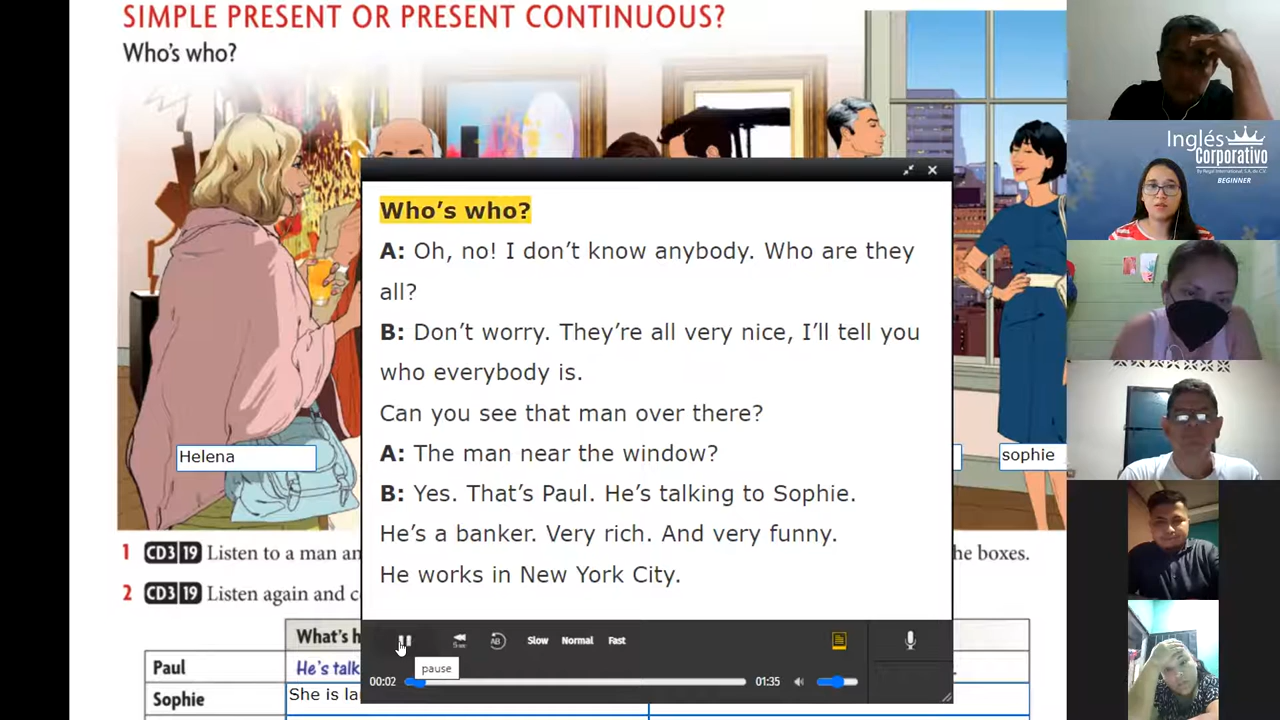 SIMPLE PRESENT OR PRESENT CONTINUOUS?
Who's who?
Inglés
Corporativo
By Regal International, S.A. de C.V.
BEGINNER
Who's who?
A: Oh, no! I don't know anybody. Who are they
all?
B: Don't worry. They're all very nice, I'll tell you
who everybody is.
Can you see that man over there?
A: The man near the window?
B: Yes. That's Paul. He's talking to Sophie.
He's a banker. Very rich. And very funny.
He works in New York City.
Helena
sophie
1 CD3 19 Listen to a man an
he boxes.
2 CD3 19 Listen again and c
What's h
Paul
He's talk
Sophie
She is la
AB
Slow
Normal
Fast
pause
00:02
01:35